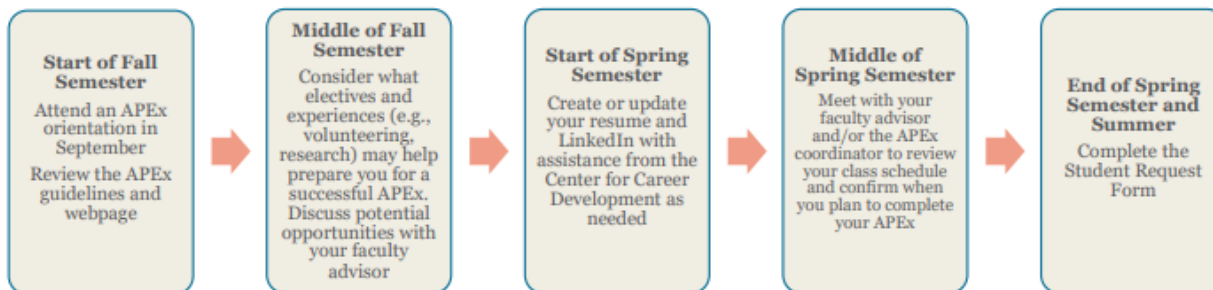 Start of Fall
Semester
Attend an APEx
orientation in
September
Review the APEx
guidelines and
webpage
Middle of Fall
Semester
Consider what
electives and
experiences (e.g.,
volunteering,
research) may help
prepare you for a
successful APEx.
Discuss potential
opportunities with
your faculty
advisor
Start of Spring
Semester
Create or update
your resume and
LinkedIn with
assistance from the
Center for Career
Development as
needed
Middle of
Spring Semester
Meet with your
faculty advisor
and/or the APEx
coordinator to review
your class schedule
and confirm when
you plan to complete
your APEx
End of Spring
Semester and
Summer
Complete the
Student Request
Form